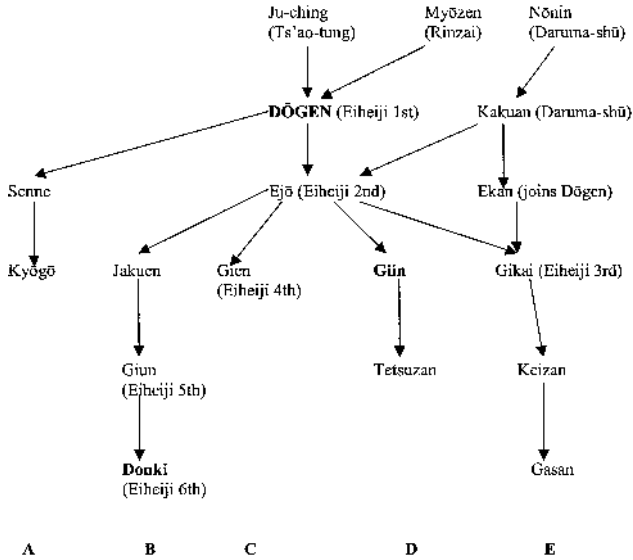 Ju-ching Myōzen Nōnin
(Ts'ao-tung) (Rinzai) (Daruma-shū)
DŌGEN (Eiheiji 1st) Kakuan (Daruma-shū)
Senne Ejō (Eiheiji 2nd) Ekan (joins Dōgen)
Kyōgō Jakuen Gien Giin Gikai (Eiheiji 3rd)
(Eiheiji 4th)
Giun Tetsuzan Keizan
(Eiheiji 5th)
Donki Gasan
(Eiheiji 6th)
A B C D E